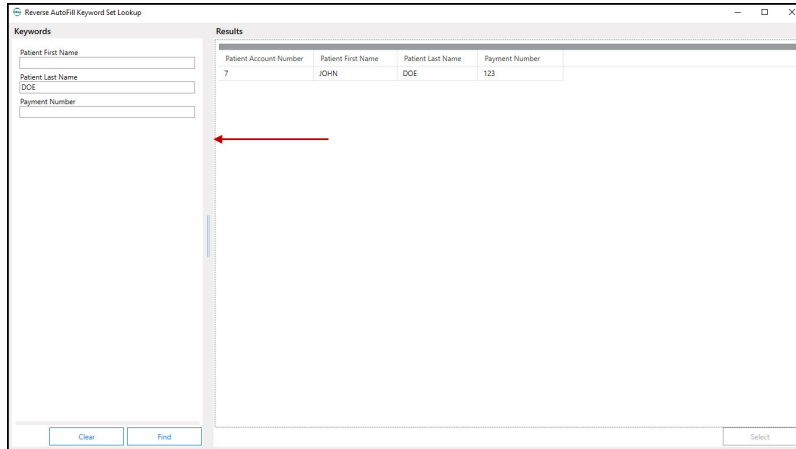 Reverse AutoFill Keyword Set Lookup
Keywords
Patient First Name
Patient Last Name
DOE
Payment Number
Clear
Find
Results
Patient Account Number Patient First Name Patient Last Name Payment Number
7 JOHN DOE 123
Select